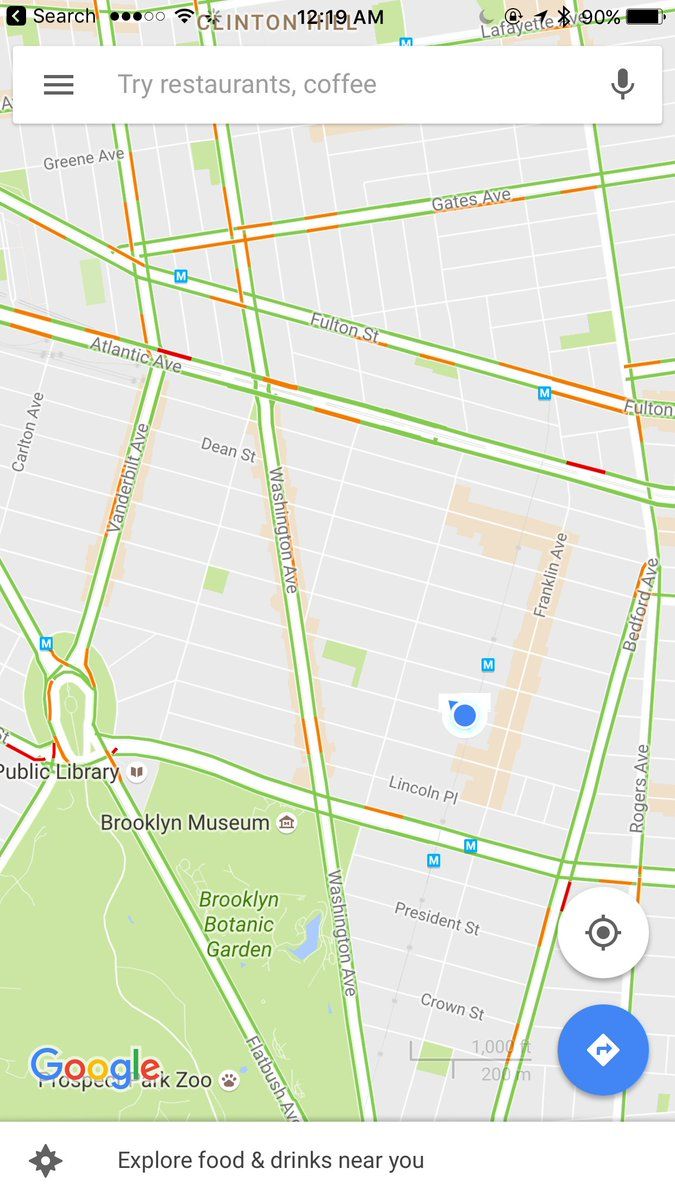 Search
12:19 AM
90%
CLINTON HILL
Lafayette Ave
Try restaurants, coffee
Greene Ave
Gates Ave
Fulton St
Atlantic Ave
Fulton
Carlton Ave
Dean St
Vanderbilt Ave
Washington Ave
Franklin Ave
Bedford Ave
Public Library
Rogers Ave
Lincoln Pl
Brooklyn Museum
Brooklyn
Botanic
Garden
Washington Ave
President St
Crown St
1,000 ft
200 m
Google
Prospect Park Zoo
Flatbush Ave
M
M
M
M
M
M
M
Explore food & drinks near you